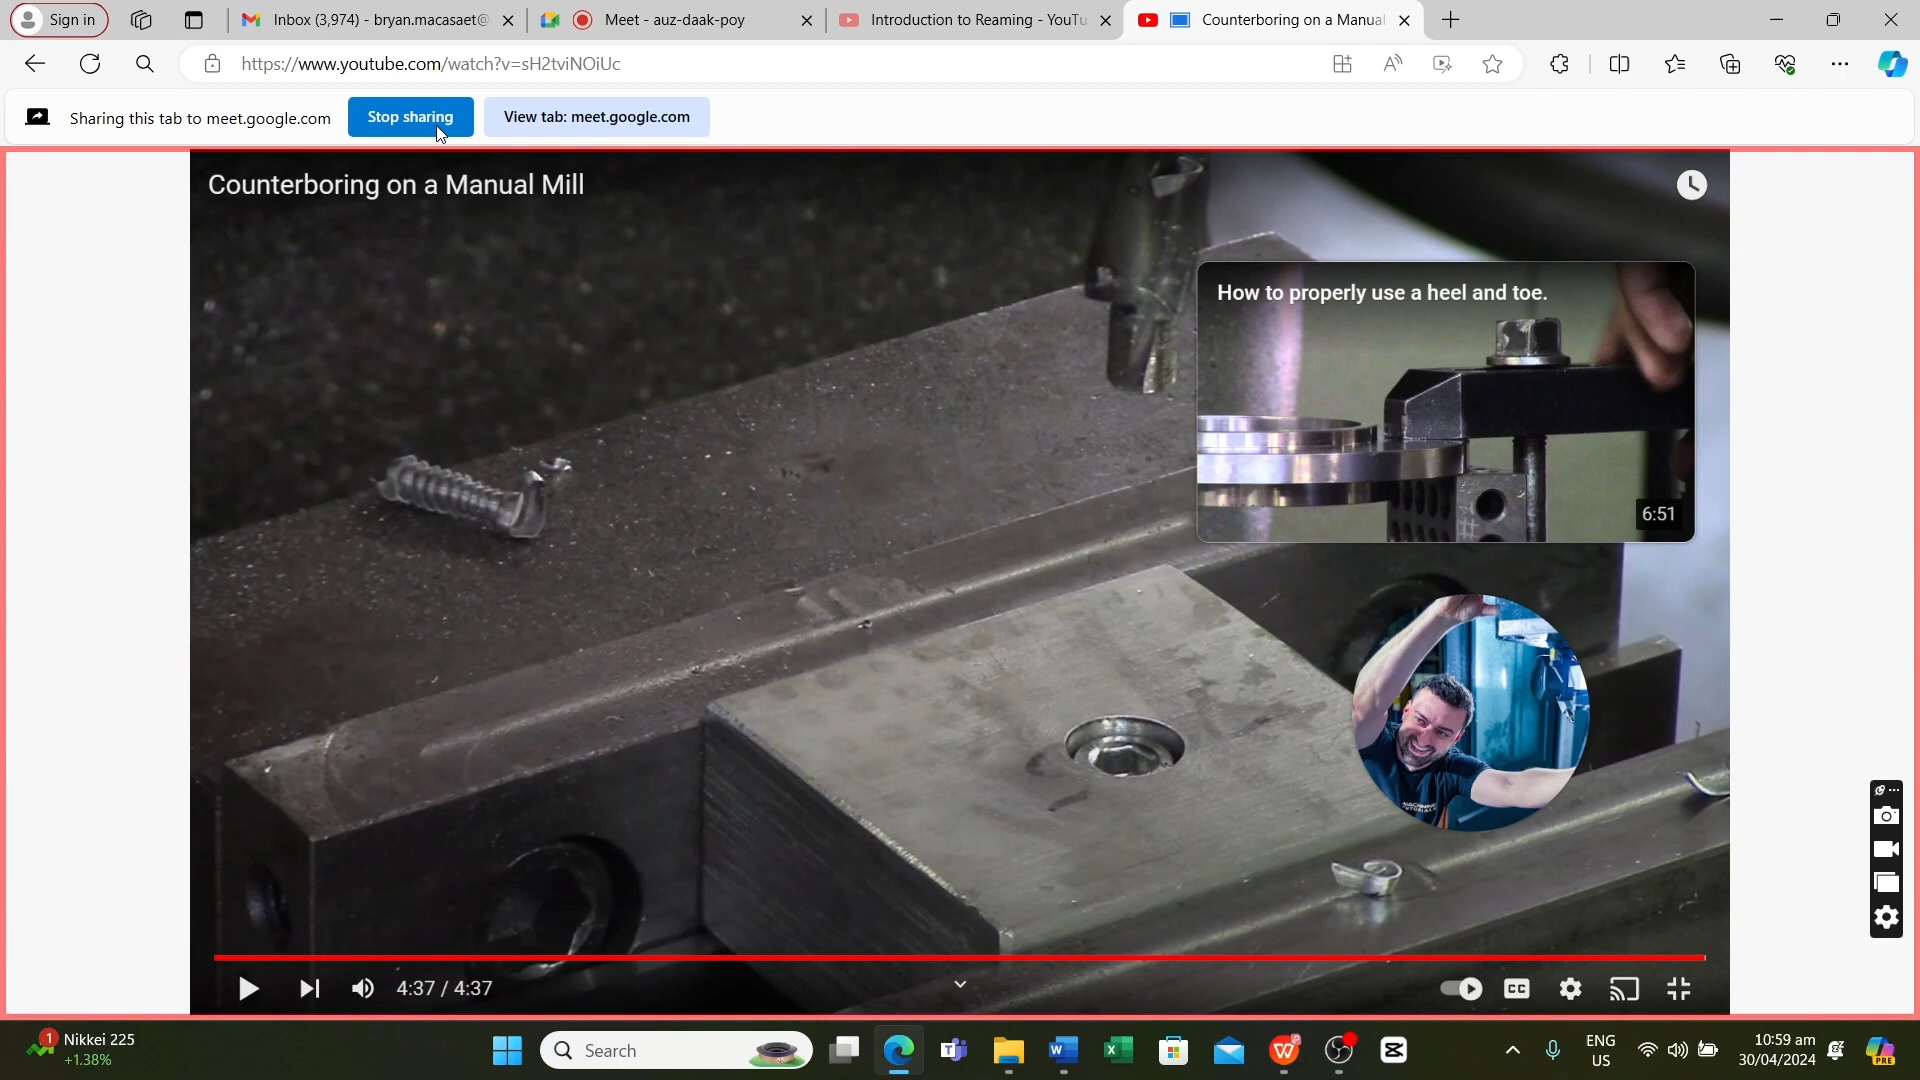 Sign in
Inbox (3,974) - bryan.macasaet@
Meet - auz-daak-poy
Introduction to Reaming - YouTu
Counterboring on a Manual
https://www.youtube.com/watch?v=sH2tviNOiUc
Sharing this tab to meet.google.com
Stop sharing
View tab: meet.google.com
Counterboring on a Manual Mill
How to properly use a heel and toe.
6:51
4:37 / 4:37
CC
1
Nikkei 225
+1.38%
Search
ENG
US
10:59 am
30/04/2024
PRE